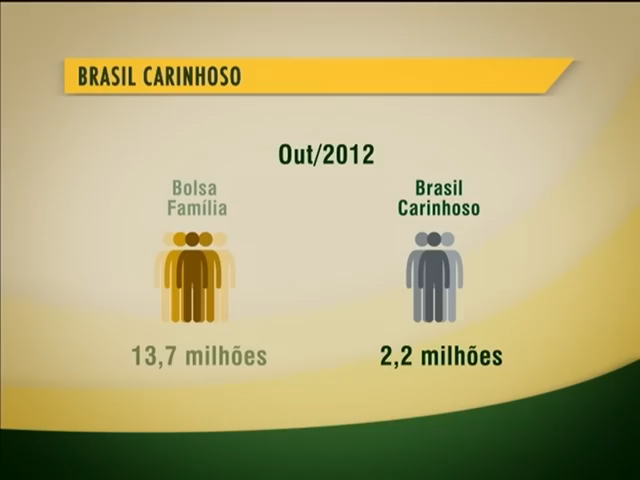 BRASIL CARINHOSO
Out/2012
Bolsa
Família
Brasil
Carinhoso
13,7 milhões
2,2 milhões